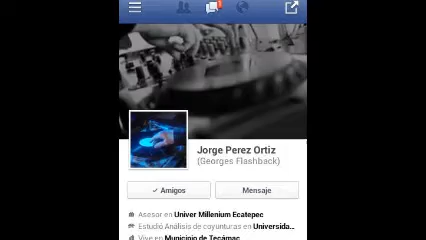 Jorge Perez Ortiz
(Georges Flashback)
✓ Amigos
Mensaje
Asesor en Univer Millenium Ecatepec
Estudió Análisis de coyunturas en Universida...
Vive en Municipio de Tecámac